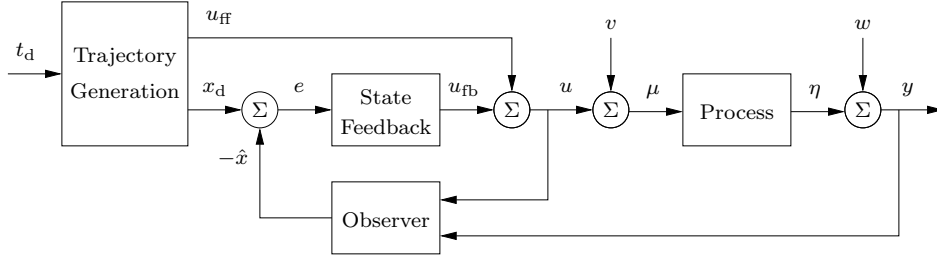 t_d
Trajectory
Generation
u_ff
x_d
Σ
e
State
Feedback
u_fb
Σ
u
v
Σ
μ
Process
η
w
Σ
y
−x̂
Observer